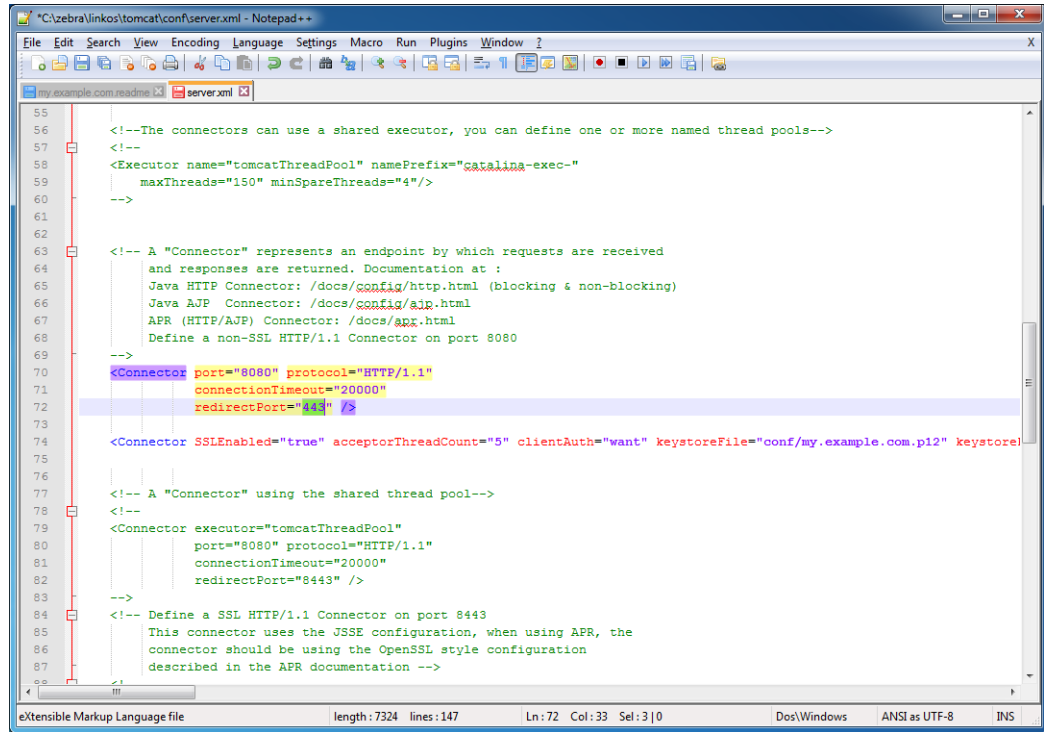 *C:\zebra\linkos\tomcat\conf\server.xml - Notepad++
File Edit Search View Encoding Language Settings Macro Run Plugins Window ? X
my.example.com.readme server.xml
55
56 <!--The connectors can use a shared executor, you can define one or more named thread pools-->
57 <!--
58 <Executor name="tomcatThreadPool" namePrefix="catalina-exec-"
59 maxThreads="150" minSpareThreads="4"/>
60 -->
61
62
63 <!-- A "Connector" represents an endpoint by which requests are received
64 and responses are returned. Documentation at :
65 Java HTTP Connector: /docs/config/http.html (blocking & non-blocking)
66 Java AJP  Connector: /docs/config/ajp.html
67 APR (HTTP/AJP) Connector: /docs/apr.html
68 Define a non-SSL HTTP/1.1 Connector on port 8080
69 -->
70 <Connector port="8080" protocol="HTTP/1.1"
71 connectionTimeout="20000"
72 redirectPort="443" />
73
74 <Connector SSLEnabled="true" acceptorThreadCount="5" clientAuth="want" keystoreFile="conf/my.example.com.p12" keystore
75
76
77 <!-- A "Connector" using the shared thread pool-->
78 <!--
79 <Connector executor="tomcatThreadPool"
80 port="8080" protocol="HTTP/1.1"
81 connectionTimeout="20000"
82 redirectPort="8443" />
83 -->
84 <!-- Define a SSL HTTP/1.1 Connector on port 8443
85 This connector uses the JSSE configuration, when using APR, the
86 connector should be using the OpenSSL style configuration
87 described in the APR documentation -->
eXtensible Markup Language file length : 7324 lines : 147 Ln : 72 Col : 33 Sel : 3 | 0 Dos\Windows ANSI as UTF-8 INS